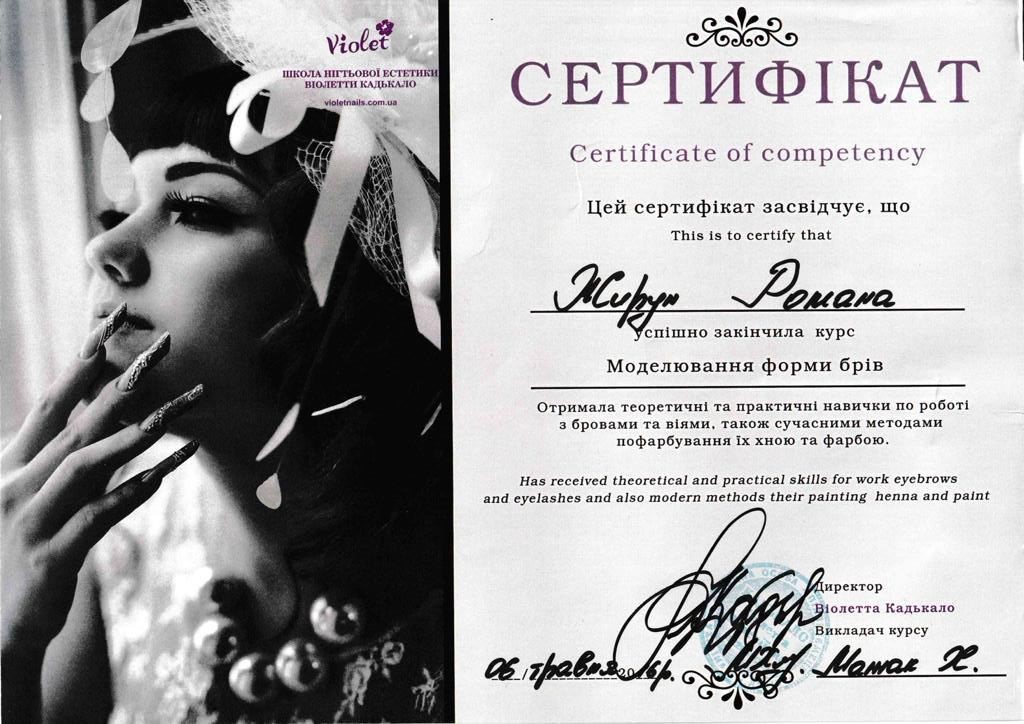 Violet
ШКОЛА НІГТЬОВОЇ ЕСТЕТИКИ
ВІОЛЕТТИ КАДЬКАЛО
violetnails.com.ua
СЕРТИФІКАТ
Certificate of competency
Цей сертифікат засвідчує, що
This is to certify that
Жирун Романа
успішно закінчила курс
Моделювання форми брів
Отримала теоретичні та практичні навички по роботі
з бровами та віями, також сучасними методами
пофарбування їх хною та фарбою.
Has received theoretical and practical skills for work eyebrows
and eyelashes and also modern methods their painting henna and paint
Директор
Віолетта Кадькало
Викладач курсу
06 травня 2016р. Матак Х.